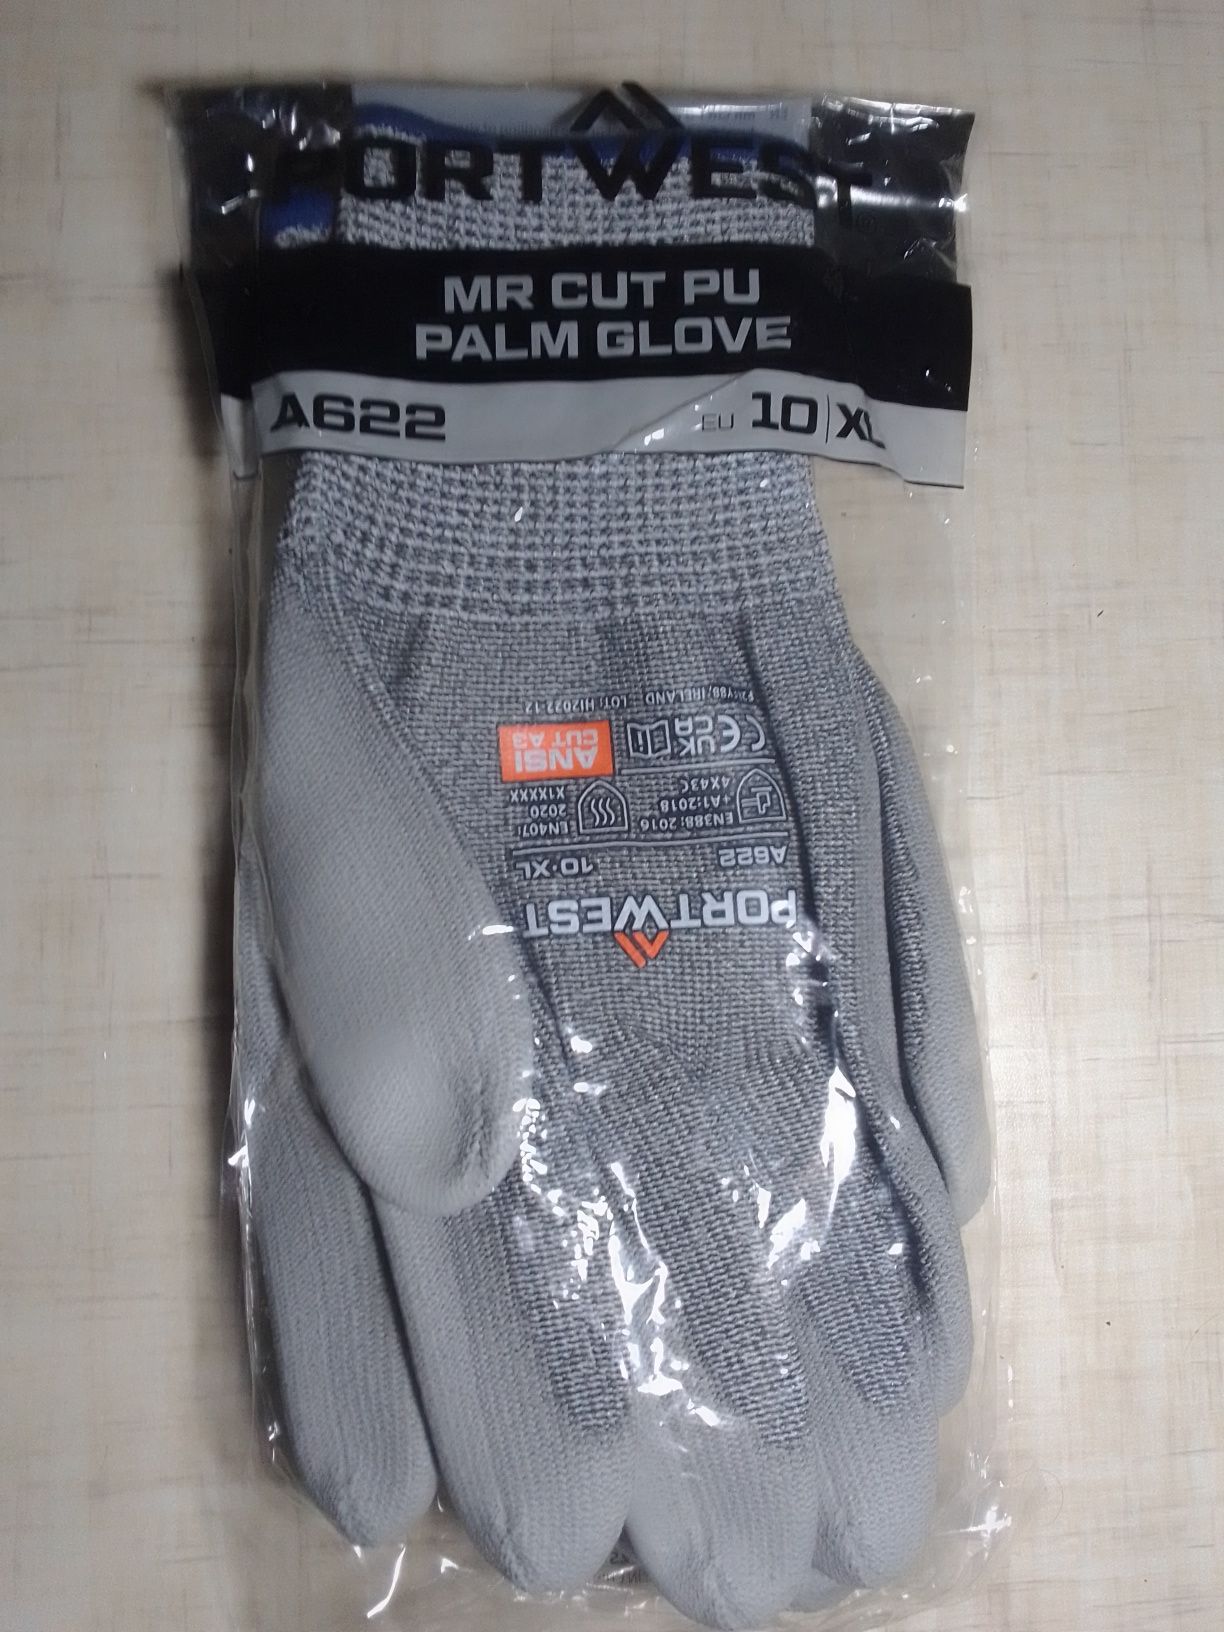 PORTWEST
MR CUT PU
PALM GLOVE
A622 EU 10|XL
PORTWEST
A622 10·XL
EN388: 2016
+A1:2018
4X43C
EN407:
2020
X1XXXX
CE UK CA
ANSI
CUT A3
IRELAND LOT: HI2022.12